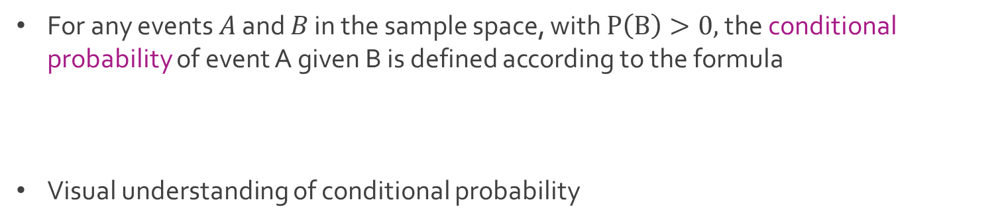 • For any events A and B in the sample space, with P(B) > 0, the conditional
probability of event A given B is defined according to the formula
• Visual understanding of conditional probability